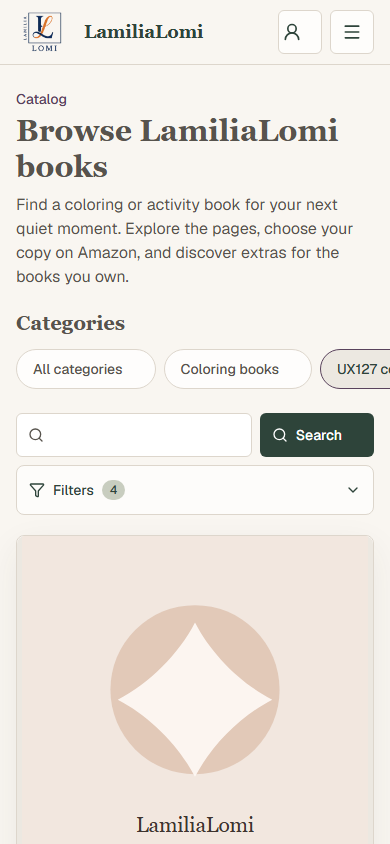 LAMILIA
L
LOMI
LamiliaLomi
Catalog
Browse LamiliaLomi
books
Find a coloring or activity book for your next
quiet moment. Explore the pages, choose your
copy on Amazon, and discover extras for the
books you own.
Categories
All categories
Coloring books
UX127 c
Search
Filters 4
LamiliaLomi